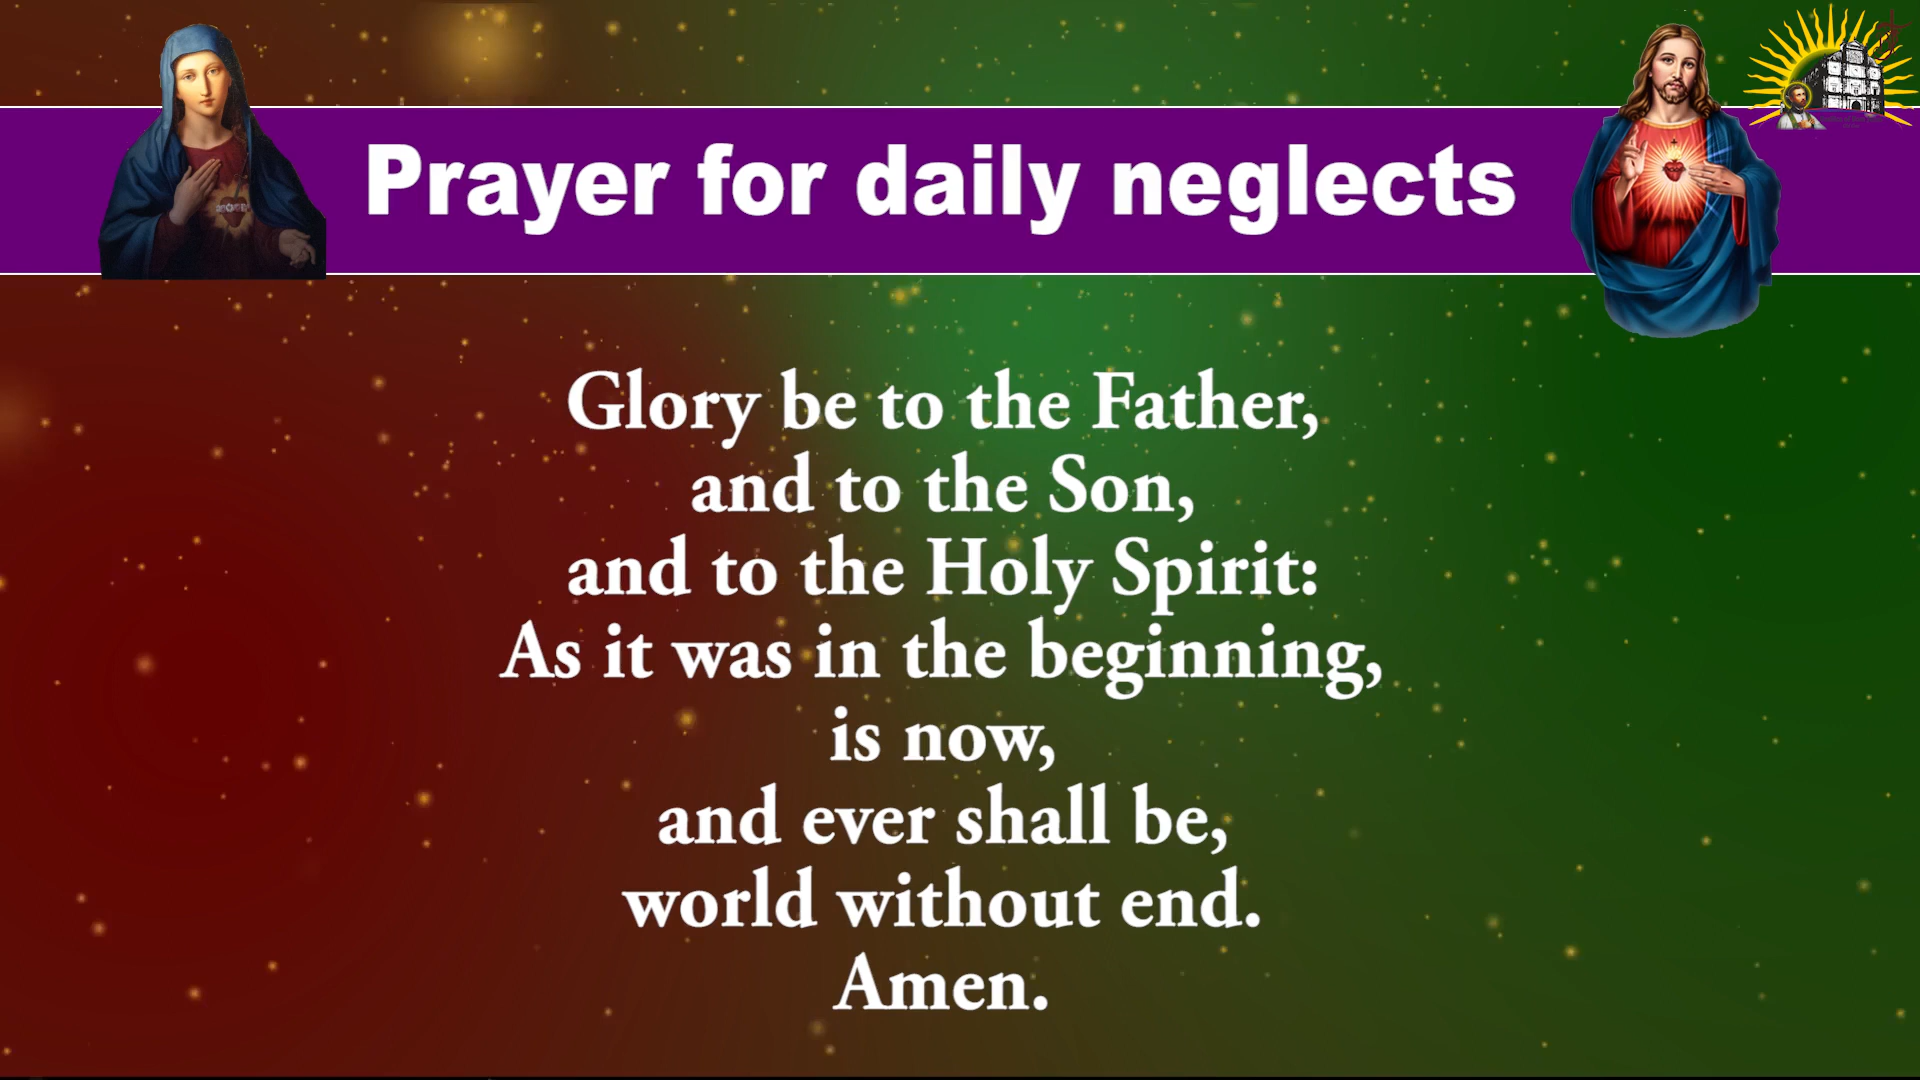 Prayer for daily neglects
Glory be to the Father,
and to the Son,
and to the Holy Spirit:
As it was in the beginning,
is now,
and ever shall be,
world without end.
Amen.